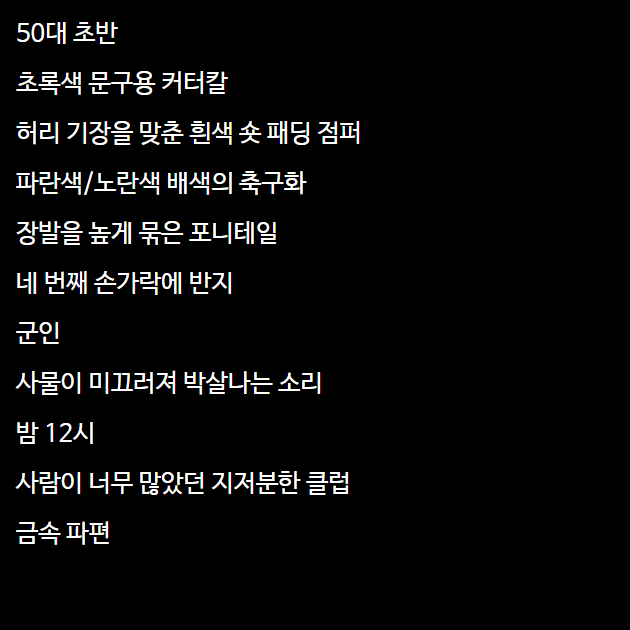 50대 초반
초록색 문구용 커터칼
허리 기장을 맞춘 흰색 숏 패딩 점퍼
파란색/노란색 배색의 축구화
장발을 높게 묶은 포니테일
네 번째 손가락에 반지
군인
사물이 미끄러져 박살나는 소리
밤 12시
사람이 너무 많았던 지저분한 클럽
금속 파편